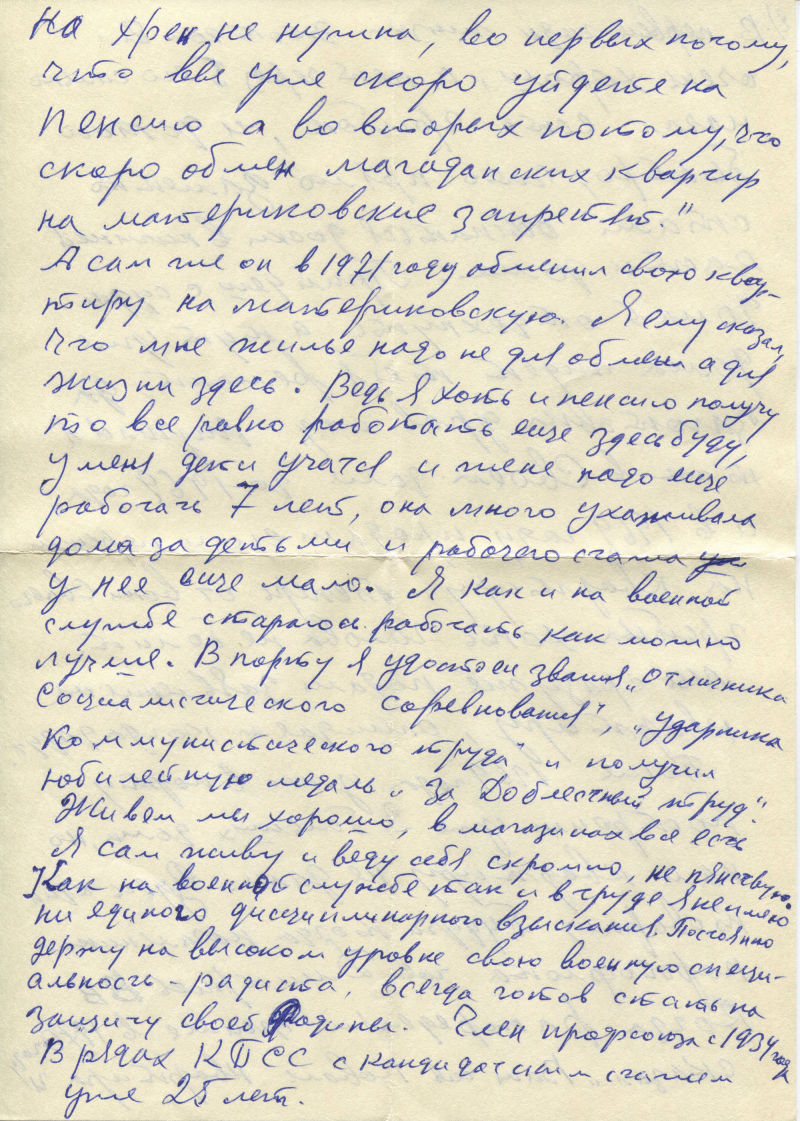 на хрен не нужна, во первых потому,
что вы уже скоро уйдете на
пенсию а во вторых потому, что
скоро обмен магаданских квартир
на материковские запретят."
А сам же он в 1971 году обменил свою квар-
тиру на материковскую. Я ему сказал,
что мне жилье надо не для обмена а для
жизни здесь. Ведь я хоть и пенсию получу
то все равно работать еще здесь буду,
у меня дети учатся и жене надо еще
работать 7 лет, она много ухаживала
дома за детьми и рабочего стажа
у нее еще мало. Я как и на военной
службе стараюсь работать как можно
лучше. В порту я удостоен звания „отличника
социалистического соревнования", „ударника
коммунистического труда" и получил
юбилейную медаль „За Доблестный труд".
Живем мы хорошо, в магазинах все есть
Я сам живу и веду себя скромно, не пянствую.
Как на военной службе так и в труде я не имею
ни единого дисциплинарного взыскания. Постоянно
держу на высоком уровне свою военную специ-
альность - радиста, всегда готов стать на
защиту своей Родины. Член профсоюза с 1934 года
В рядах КПСС с кандидатским стажем
уже 25 лет.